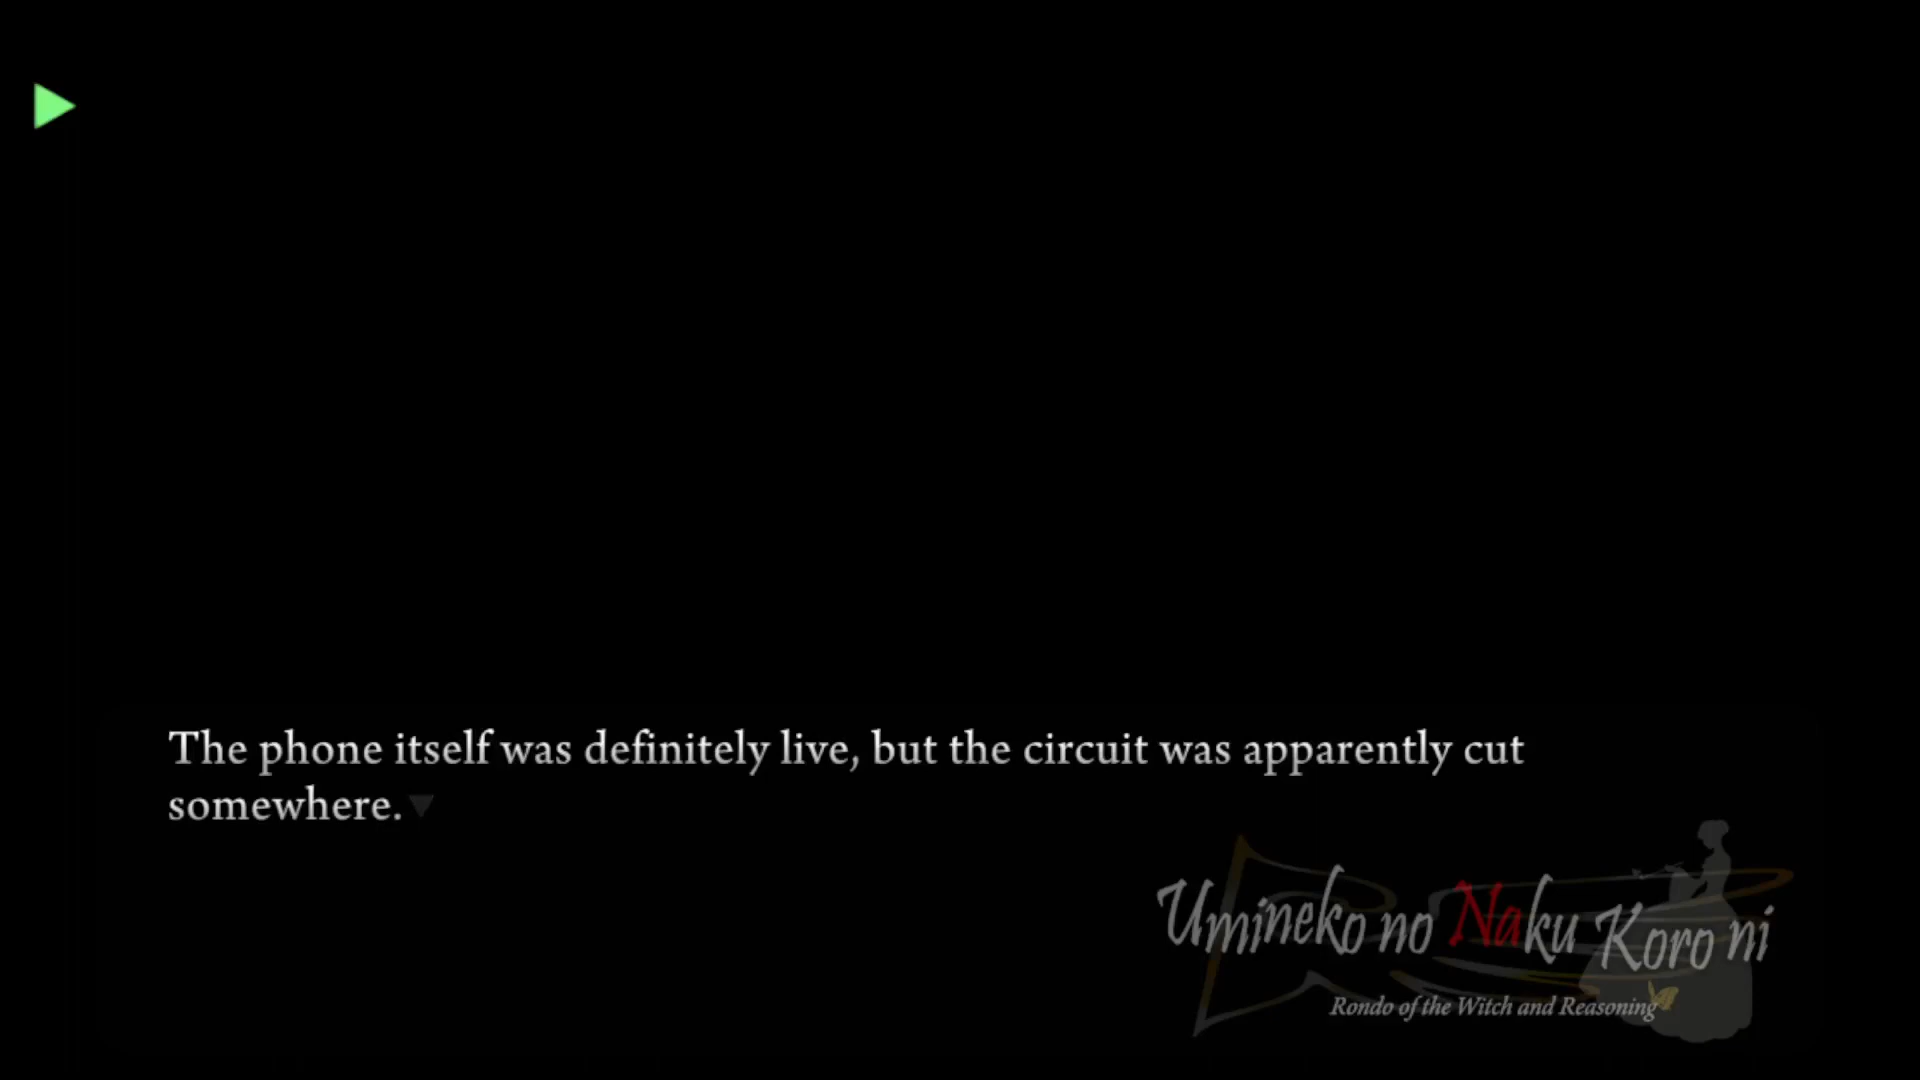 The phone itself was definitely live, but the circuit was apparently cut
somewhere.
Umineko no Naku Koro ni
Rondo of the Witch and Reasoning